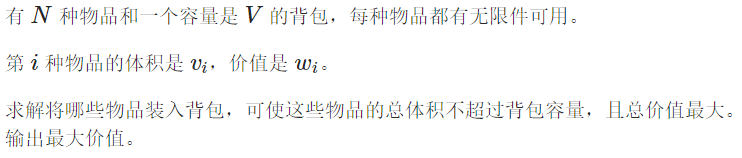 有 N 种物品和一个容量是 V 的背包，每种物品都有无限件可用。
第 i 种物品的体积是 vᵢ，价值是 wᵢ。
求解将哪些物品装入背包，可使这些物品的总体积不超过背包容量，且总价值最大。
输出最大价值。